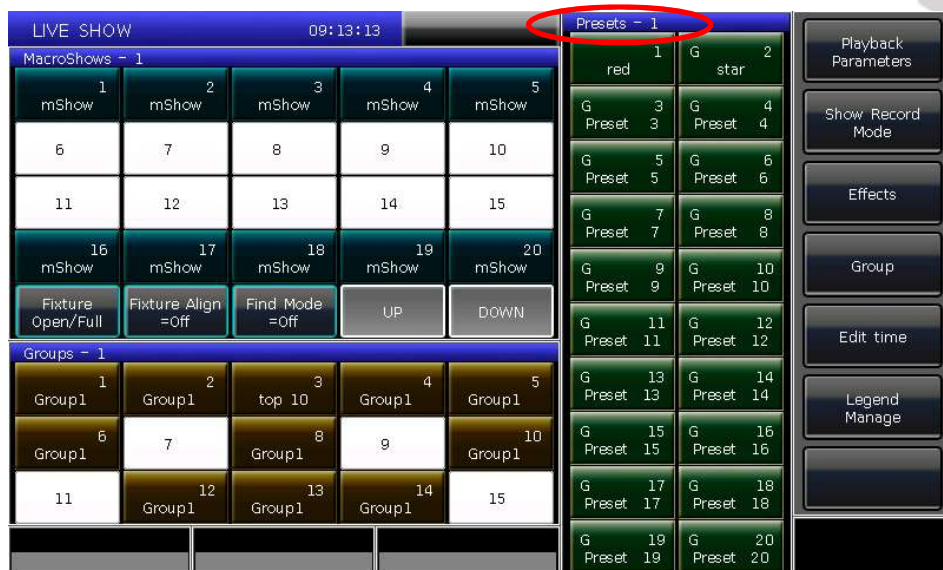 LIVE SHOW 09:13:13
MacroShows - 1
1 2 3 4 5
mShow mShow mShow mShow mShow
6 7 8 9 10
11 12 13 14 15
16 17 18 19 20
mShow mShow mShow mShow mShow
Fixture Fixture Align Find Mode UP DOWN
Open/Full =Off =Off
Groups - 1
1 2 3 4 5
Group1 Group1 top 10 Group1 Group1
6 7 8 9 10
Group1 Group1 Group1
11 12 13 14 15
Group1 Group1 Group1
Presets - 1
1 G 2
red star
G 3 G 4
Preset 3 Preset 4
G 5 G 6
Preset 5 Preset 6
G 7 G 8
Preset 7 Preset 8
G 9 G 10
Preset 9 Preset 10
G 11 G 12
Preset 11 Preset 12
G 13 G 14
Preset 13 Preset 14
G 15 G 16
Preset 15 Preset 16
G 17 G 18
Preset 17 Preset 18
G 19 G 20
Preset 19 Preset 20
Playback
Parameters
Show Record
Mode
Effects
Group
Edit time
Legend
Manage